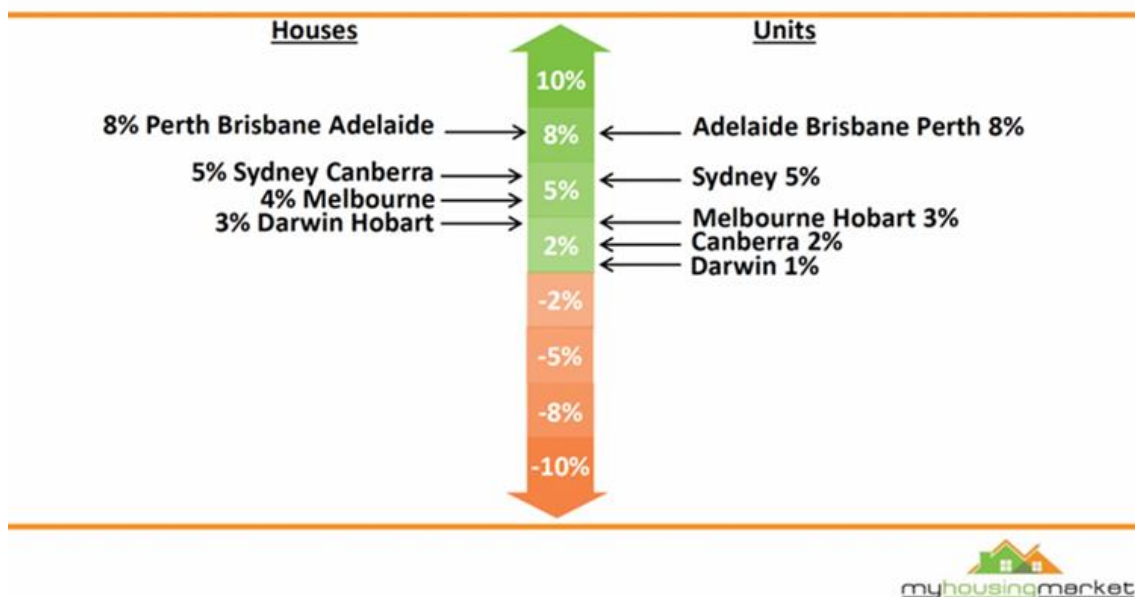 Houses
Units
10%
8% Perth Brisbane Adelaide
8%
Adelaide Brisbane Perth 8%
5% Sydney Canberra
5%
Sydney 5%
4% Melbourne
3% Darwin Hobart
Melbourne Hobart 3%
2%
Canberra 2%
Darwin 1%
-2%
-5%
-8%
-10%
myhousingmarket